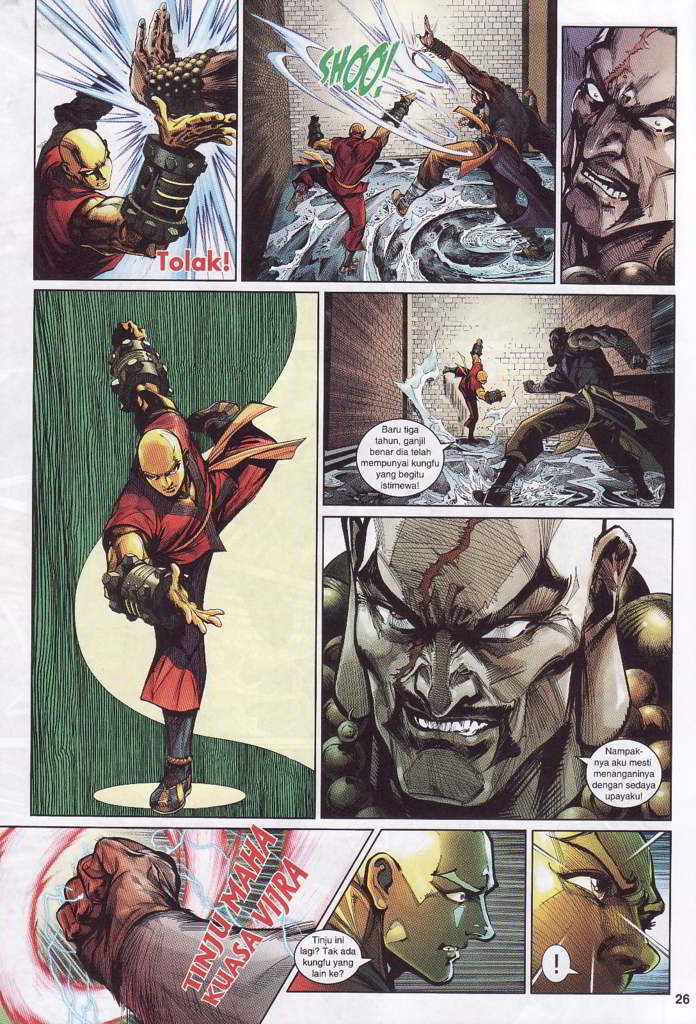 Tolak!
SHOO!
Baru tiga
tahun, ganjil
benar dia telah
mempunyai kungfu
yang begitu
istimewa!
Nampak-
nya aku mesti
menanganinya
dengan sedaya
upayaku!
TINJU MAHA
KUASA VIJRA
Tinju ini
lagi? Tak ada
kungfu yang
lain ke?
!
26